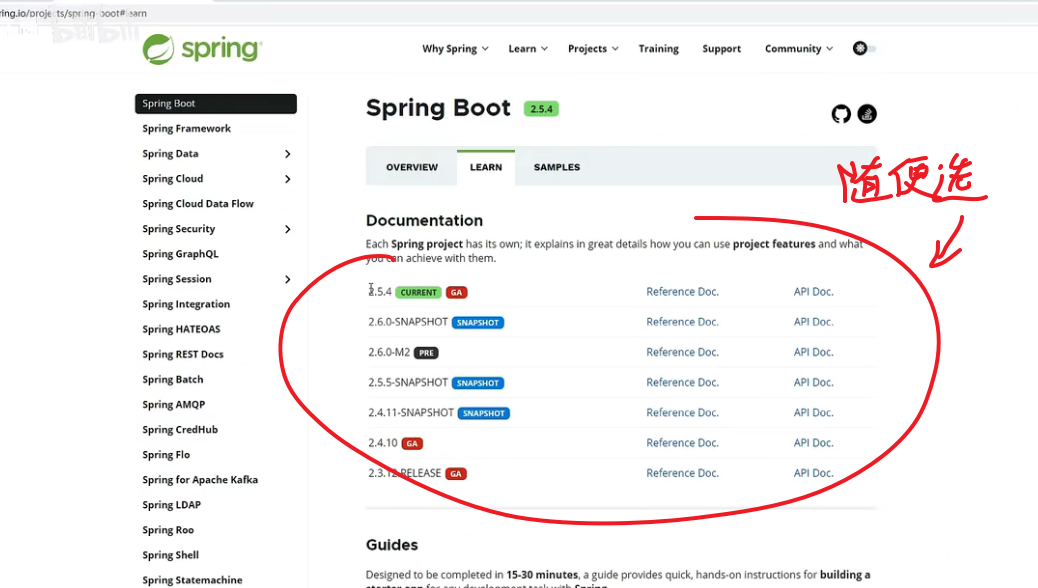 ring.io/projects/spring-boot#learn
spring
Why Spring
Learn
Projects
Training
Support
Community
Spring Boot
Spring Framework
Spring Data
Spring Cloud
Spring Cloud Data Flow
Spring Security
Spring GraphQL
Spring Session
Spring Integration
Spring HATEOAS
Spring REST Docs
Spring Batch
Spring AMQP
Spring CredHub
Spring Flo
Spring for Apache Kafka
Spring LDAP
Spring Roo
Spring Shell
Spring Statemachine
Spring Boot 2.5.4
OVERVIEW LEARN SAMPLES
随便选
Documentation
Each Spring project has its own; it explains in great details how you can use project features and what
you can achieve with them.
2.5.4 CURRENT GA Reference Doc. API Doc.
2.6.0-SNAPSHOT SNAPSHOT Reference Doc. API Doc.
2.6.0-M2 PRE Reference Doc. API Doc.
2.5.5-SNAPSHOT SNAPSHOT Reference Doc. API Doc.
2.4.11-SNAPSHOT SNAPSHOT Reference Doc. API Doc.
2.4.10 GA Reference Doc. API Doc.
2.3.12.RELEASE GA Reference Doc. API Doc.
Guides
Designed to be completed in 15-30 minutes, a guide provides quick, hands-on instructions for building a
starter app for any development task with Spring.